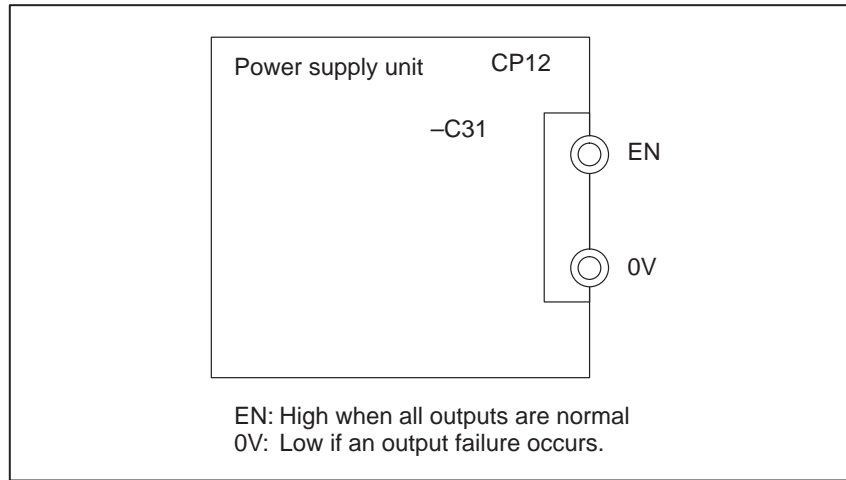 Power supply unit CP12
–C31
EN
0V
EN: High when all outputs are normal
0V: Low if an output failure occurs.